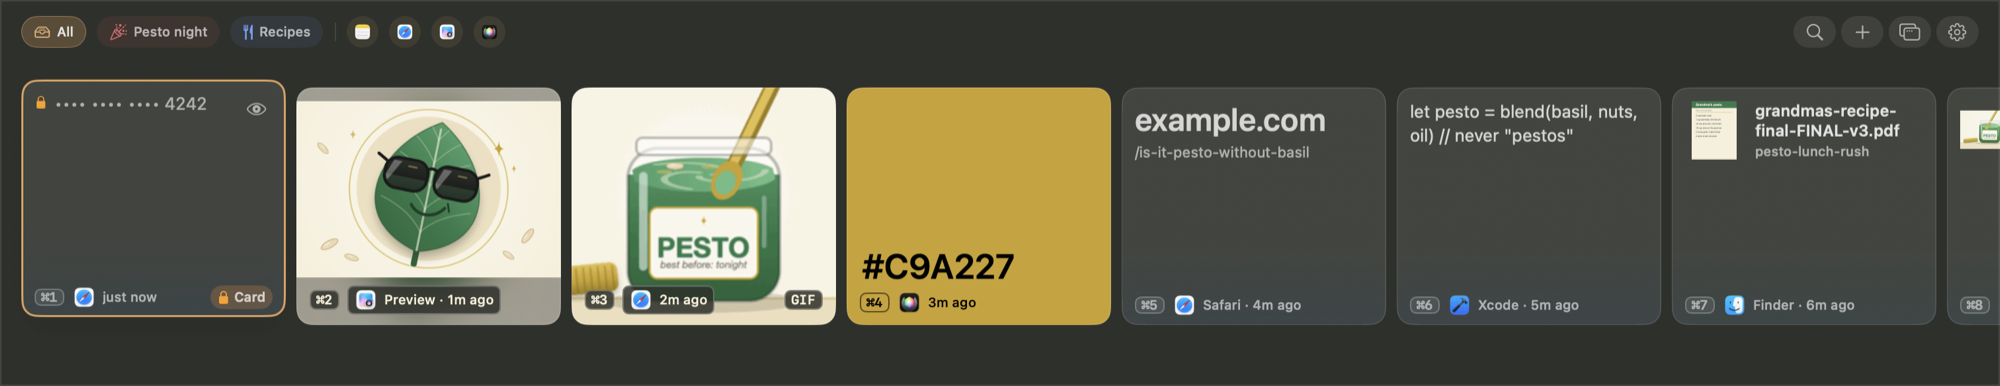 All
Pesto night
Recipes
•••• •••• •••• 4242
⌘1 just now Card
⌘2 Preview · 1m ago
PESTO
best before: tonight
⌘3 2m ago GIF
#C9A227
⌘4 3m ago
example.com
/is-it-pesto-without-basil
⌘5 Safari · 4m ago
let pesto = blend(basil, nuts,
oil) // never "pestos"
⌘6 Xcode · 5m ago
grandmas-recipe-
final-FINAL-v3.pdf
pesto-lunch-rush
⌘7 Finder · 6m ago
⌘8